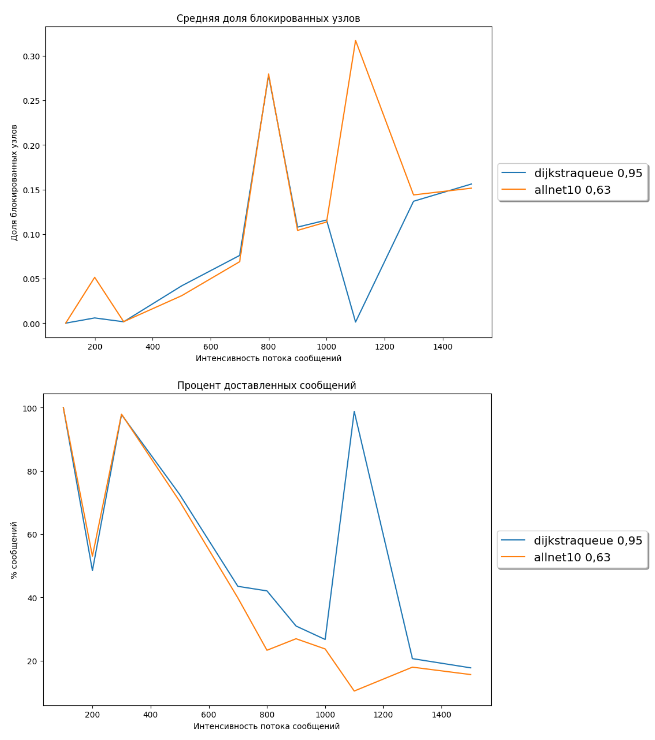 Средняя доля блокированных узлов
0.30
0.25
0.20
0.15
0.10
0.05
0.00
Доля блокированных узлов
200 400 600 800 1000 1200 1400
Интенсивность потока сообщений
dijkstraqueue 0,95
allnet10 0,63
Процент доставленных сообщений
100
80
60
40
20
% сообщений
200 400 600 800 1000 1200 1400
Интенсивность потока сообщений
dijkstraqueue 0,95
allnet10 0,63